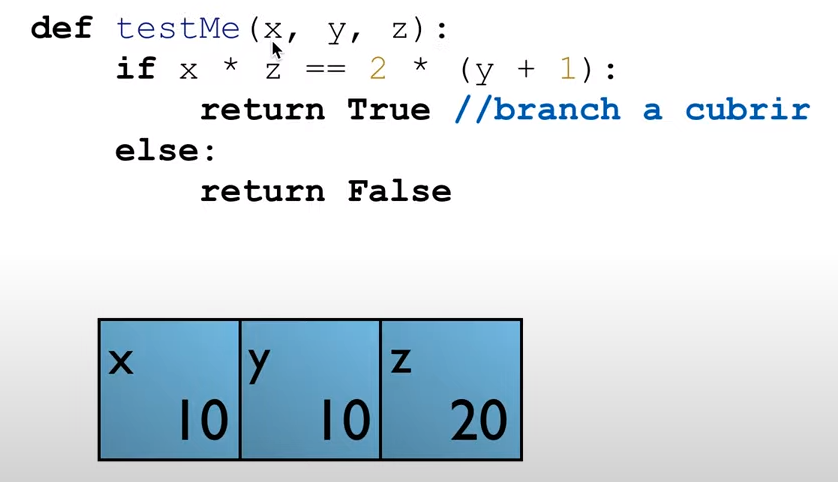 def testMe(x, y, z):
if x * z == 2 * (y + 1):
return True //branch a cubrir
else:
return False
x y z
10 10 20